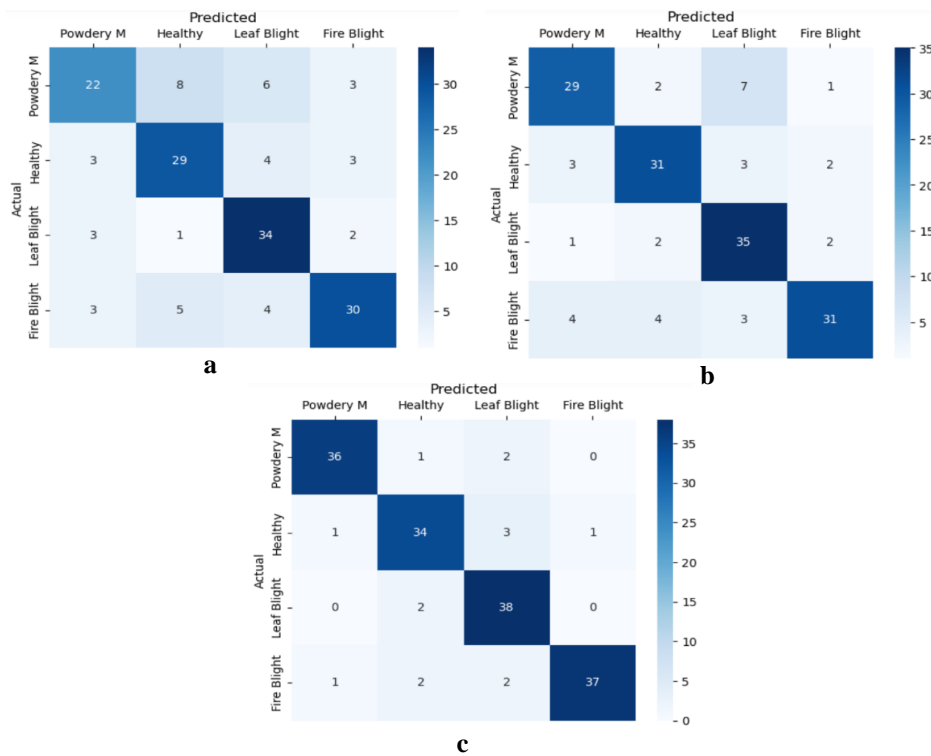 Predicted
Powdery M Healthy Leaf Blight Fire Blight
Actual
Powdery M 22 8 6 3
Healthy 3 29 4 3
Leaf Blight 3 1 34 2
Fire Blight 3 5 4 30
30
25
20
15
10
5
a
Predicted
Powdery M Healthy Leaf Blight Fire Blight
Actual
Powdery M 29 2 7 1
Healthy 3 31 3 2
Leaf Blight 1 2 35 2
Fire Blight 4 4 3 31
35
30
25
20
15
10
5
b
Predicted
Powdery M Healthy Leaf Blight Fire Blight
Actual
Powdery M 36 1 2 0
Healthy 1 34 3 1
Leaf Blight 0 2 38 0
Fire Blight 1 2 2 37
35
30
25
20
15
10
5
0
c